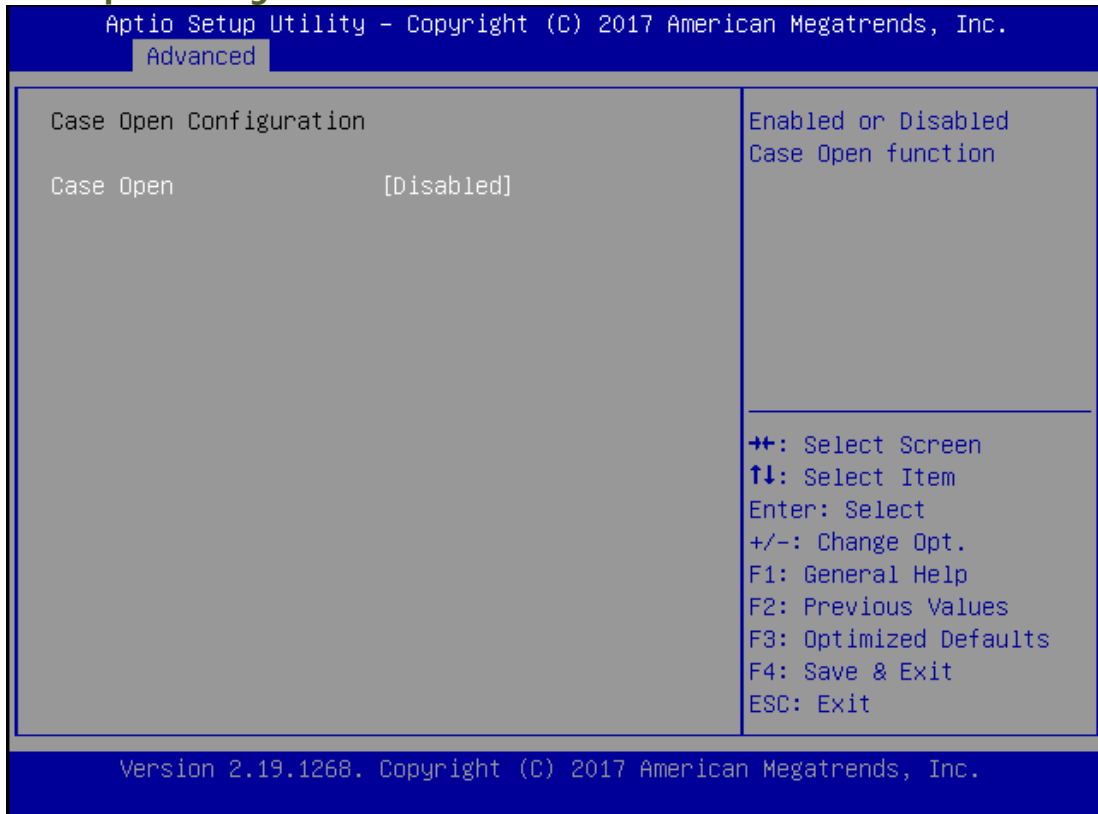 Aptio Setup Utility – Copyright (C) 2017 American Megatrends, Inc.
Advanced
Case Open Configuration
Case Open [Disabled]
Enabled or Disabled
Case Open function
→←: Select Screen
↑↓: Select Item
Enter: Select
+/-: Change Opt.
F1: General Help
F2: Previous Values
F3: Optimized Defaults
F4: Save & Exit
ESC: Exit
Version 2.19.1268. Copyright (C) 2017 American Megatrends, Inc.